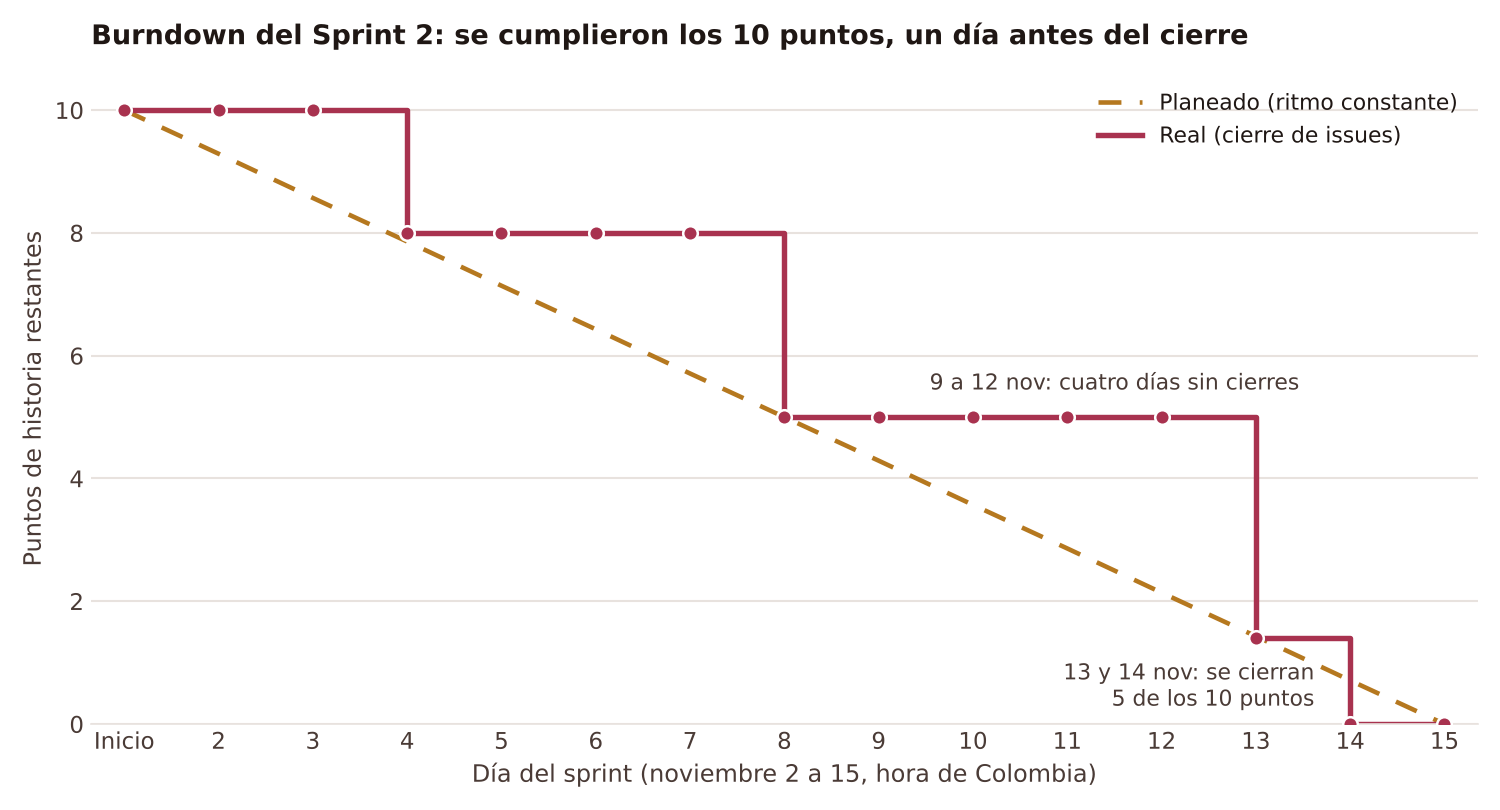 Burndown del Sprint 2: se cumplieron los 10 puntos, un día antes del cierre
Planeado (ritmo constante)
Real (cierre de issues)
Puntos de historia restantes
10
8
6
4
2
0
9 a 12 nov: cuatro días sin cierres
13 y 14 nov: se cierran
5 de los 10 puntos
Inicio 2 3 4 5 6 7 8 9 10 11 12 13 14 15
Día del sprint (noviembre 2 a 15, hora de Colombia)